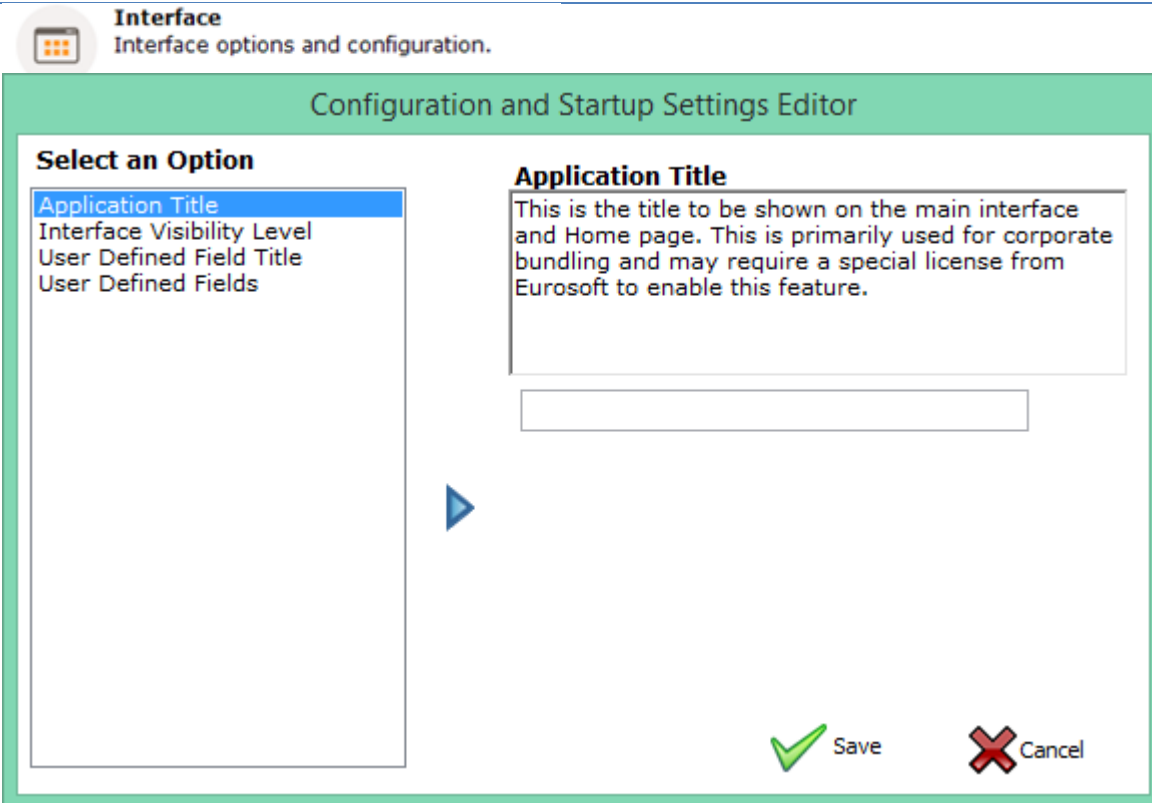 Interface
Interface options and configuration.
Configuration and Startup Settings Editor
Select an Option
Application Title
Interface Visibility Level
User Defined Field Title
User Defined Fields
Application Title
This is the title to be shown on the main interface
and Home page. This is primarily used for corporate
bundling and may require a special license from
Eurosoft to enable this feature.
Save
Cancel